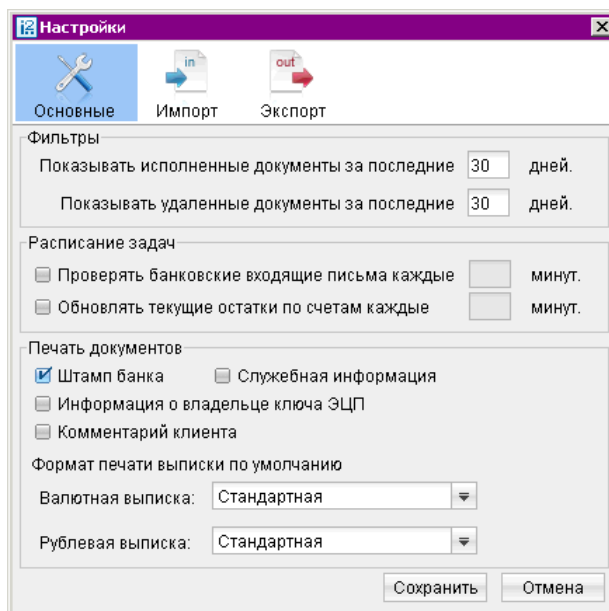 Настройки
in
out
Основные Импорт Экспорт
Фильтры
Показывать исполненные документы за последние 30 дней.
Показывать удаленные документы за последние 30 дней.
Расписание задач
Проверять банковские входящие письма каждые минут.
Обновлять текущие остатки по счетам каждые минут.
Печать документов
Штамп банка Служебная информация
Информация о владельце ключа ЭЦП
Комментарий клиента
Формат печати выписки по умолчанию
Валютная выписка: Стандартная
Рублевая выписка: Стандартная
Сохранить Отмена